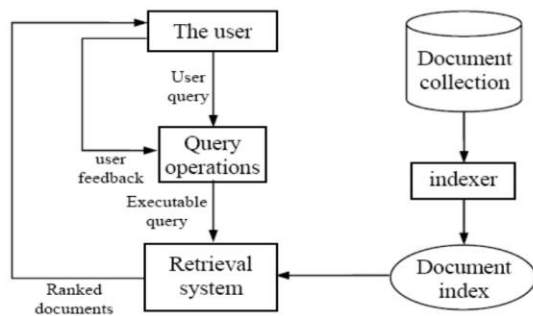 The user
User
query
user
feedback
Query
operations
Executable
query
Retrieval
system
Ranked
documents
Document
collection
indexer
Document
index